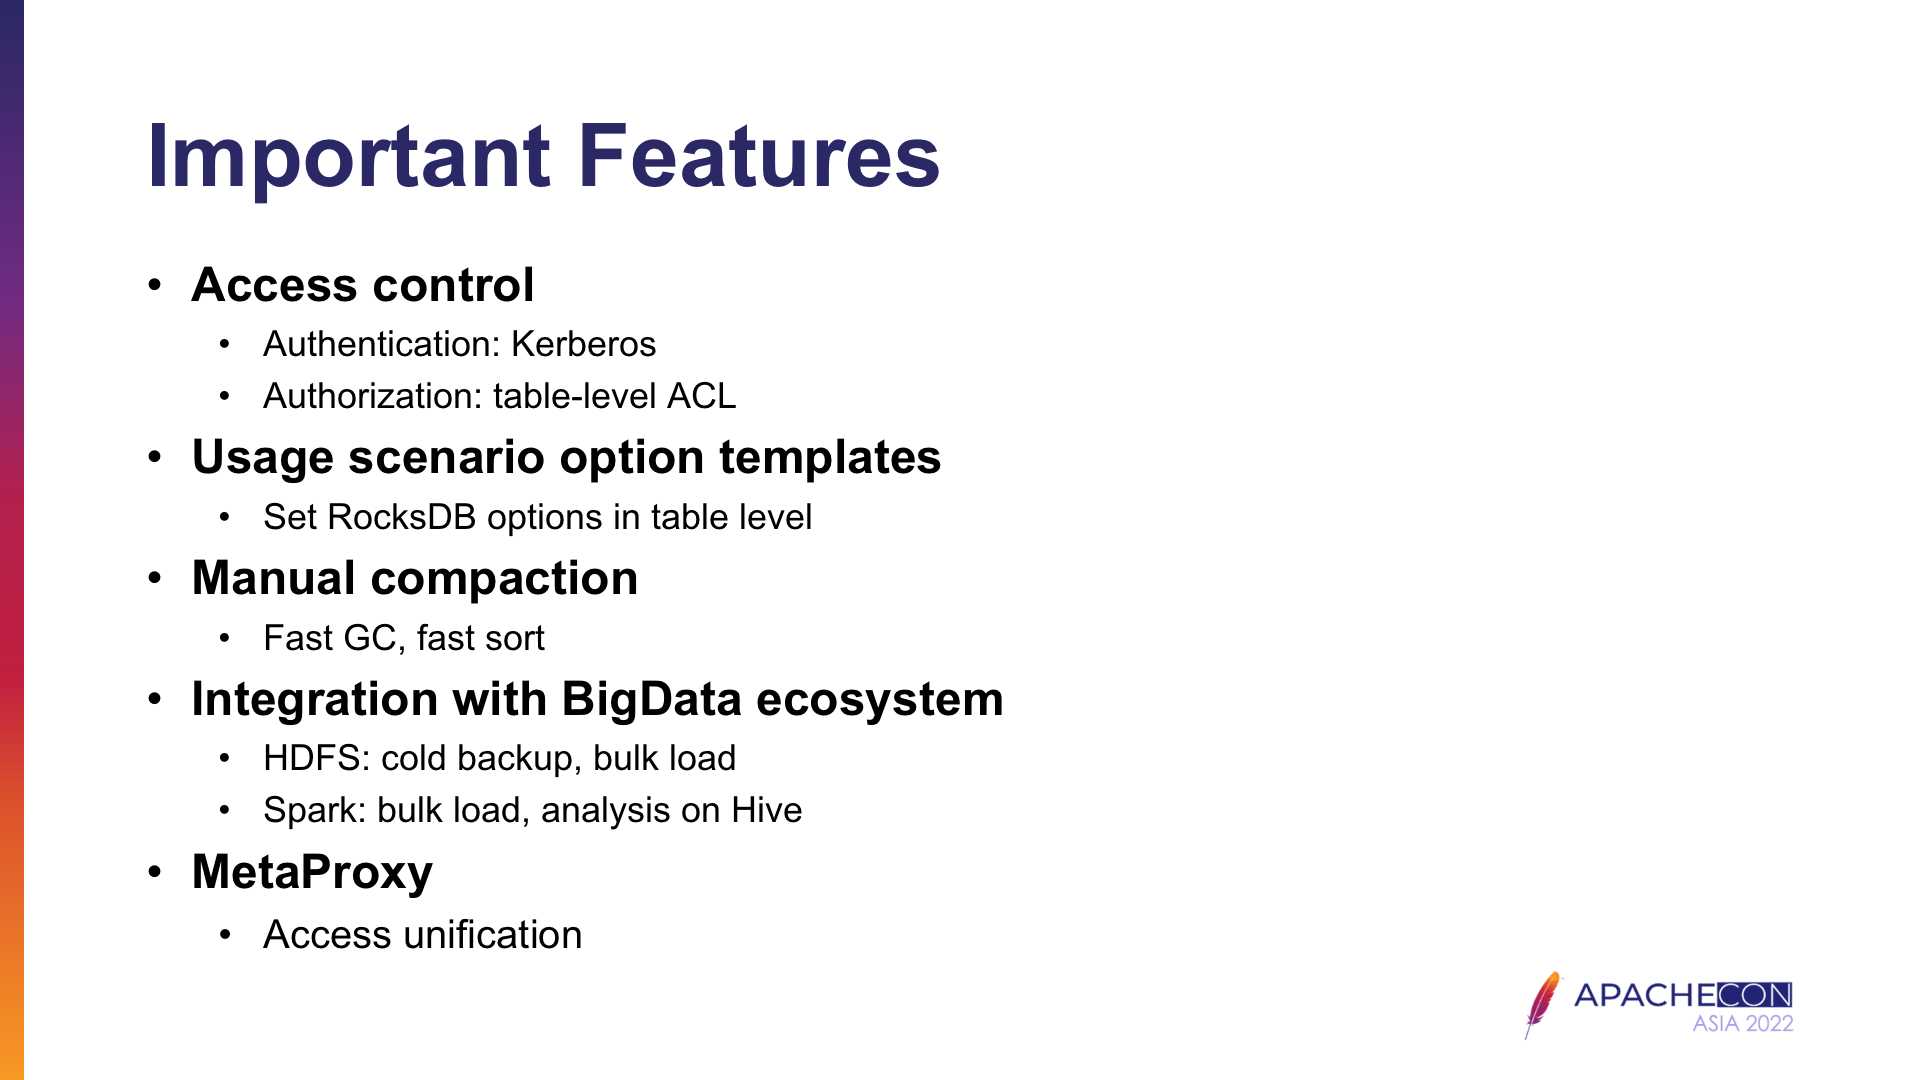 Important Features
• Access control
• Authentication: Kerberos
• Authorization: table-level ACL
• Usage scenario option templates
• Set RocksDB options in table level
• Manual compaction
• Fast GC, fast sort
• Integration with BigData ecosystem
• HDFS: cold backup, bulk load
• Spark: bulk load, analysis on Hive
• MetaProxy
• Access unification
APACHECON
ASIA 2022